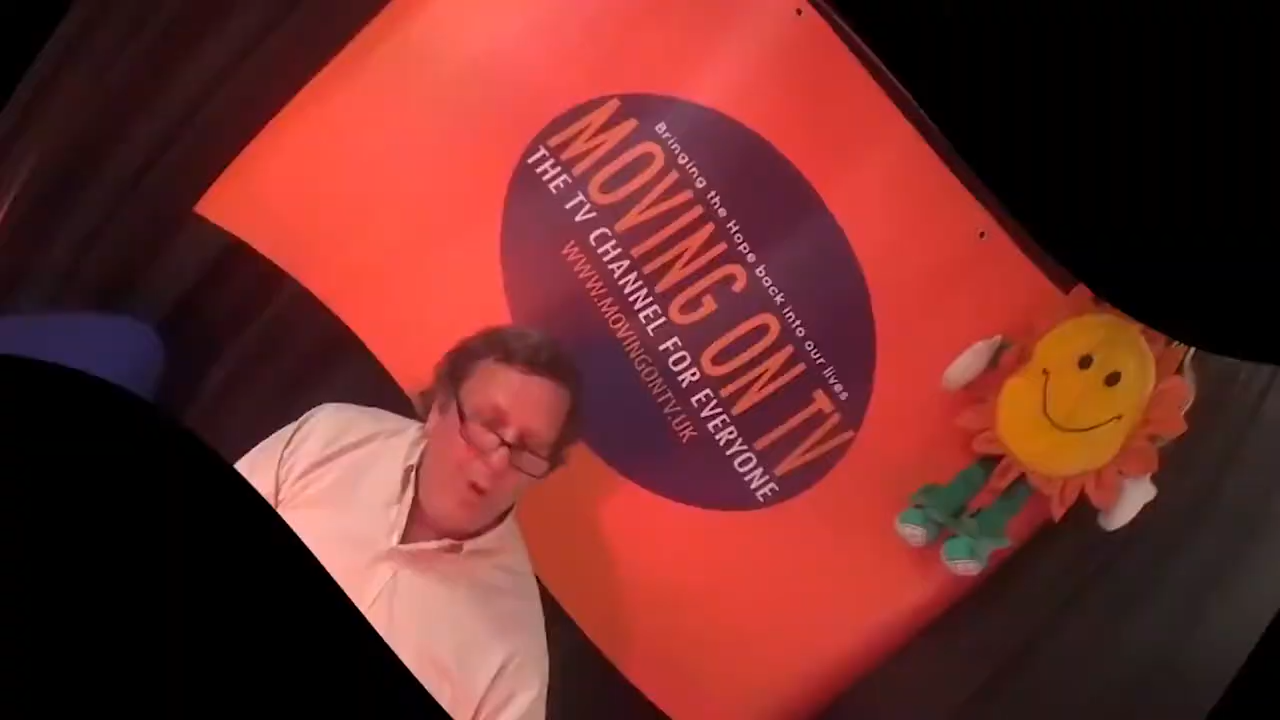 Bringing the Hope back into our lives
MOVING ON TV
THE TV CHANNEL FOR EVERYONE
WWW.MOVINGONTV.UK